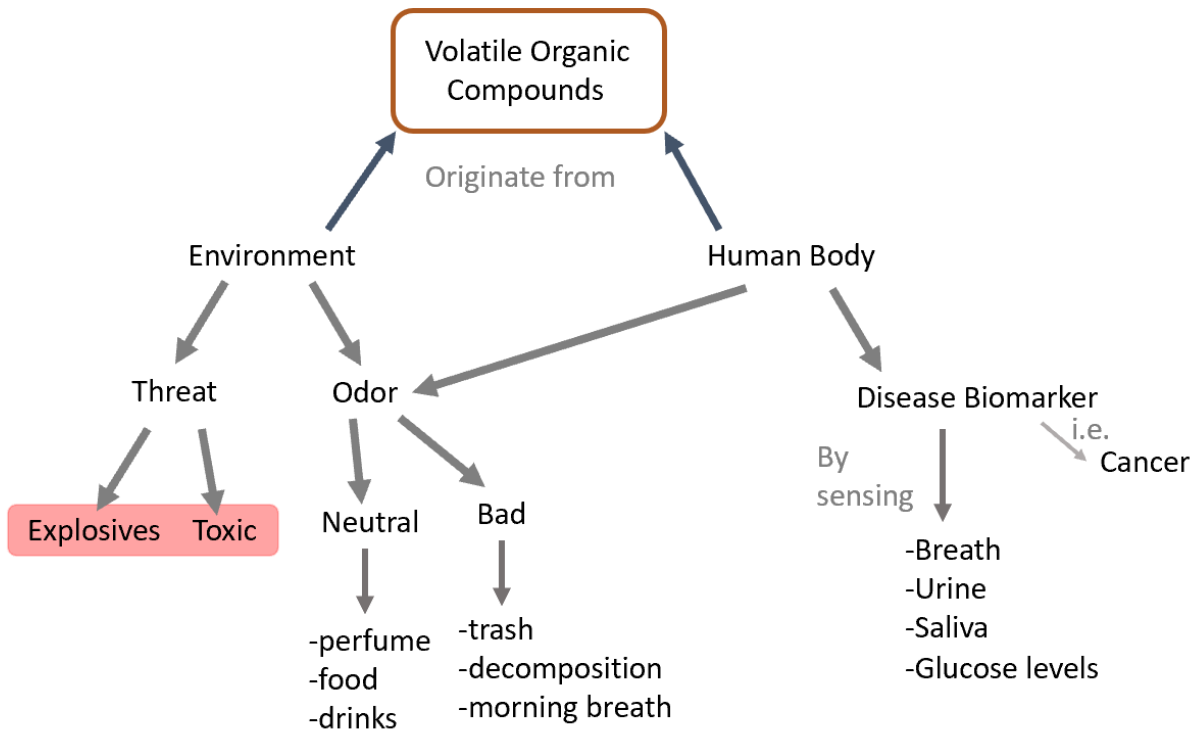 Volatile Organic
Compounds
Originate from
Environment
Human Body
Threat
Odor
Disease Biomarker
i.e.
Cancer
By
sensing
Explosives
Toxic
Neutral
Bad
-perfume
-food
-drinks
-trash
-decomposition
-morning breath
-Breath
-Urine
-Saliva
-Glucose levels